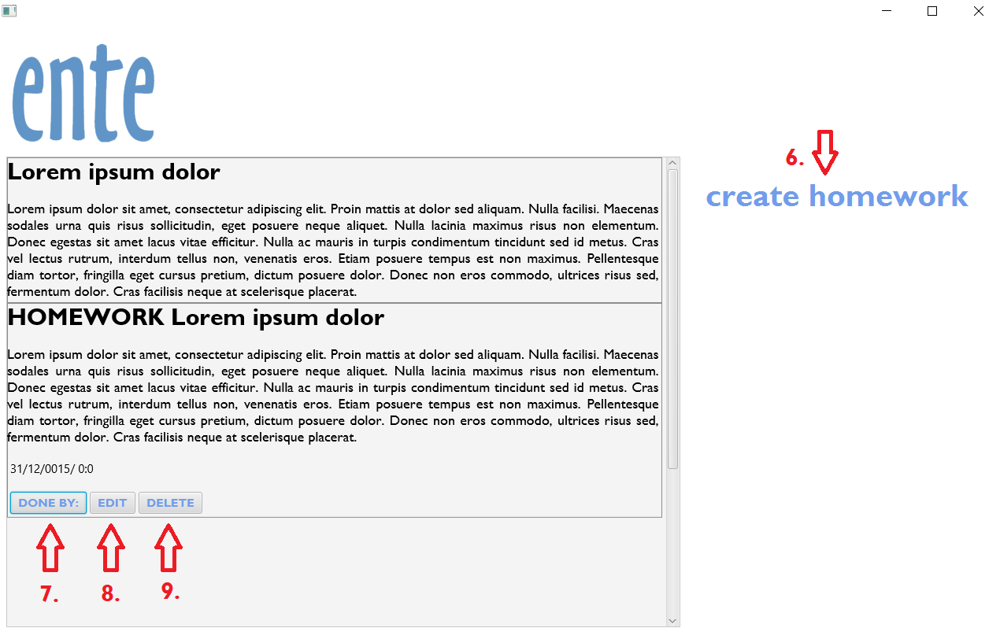 ente
6.
create homework
Lorem ipsum dolor
Lorem ipsum dolor sit amet, consectetur adipiscing elit. Proin mattis at dolor sed aliquam. Nulla facilisi. Maecenas
sodales urna quis risus sollicitudin, eget posuere neque aliquet. Nulla lacinia maximus risus non elementum.
Donec egestas sit amet lacus vitae efficitur. Nulla ac mauris in turpis condimentum tincidunt sed id metus. Cras
vel lectus rutrum, interdum tellus non, venenatis eros. Etiam posuere tempus est non maximus. Pellentesque
diam tortor, fringilla eget cursus pretium, dictum posuere dolor. Donec non eros commodo, ultrices risus sed,
fermentum dolor. Cras facilisis neque at scelerisque placerat.
HOMEWORK Lorem ipsum dolor
Lorem ipsum dolor sit amet, consectetur adipiscing elit. Proin mattis at dolor sed aliquam. Nulla facilisi. Maecenas
sodales urna quis risus sollicitudin, eget posuere neque aliquet. Nulla lacinia maximus risus non elementum.
Donec egestas sit amet lacus vitae efficitur. Nulla ac mauris in turpis condimentum tincidunt sed id metus. Cras
vel lectus rutrum, interdum tellus non, venenatis eros. Etiam posuere tempus est non maximus. Pellentesque
diam tortor, fringilla eget cursus pretium, dictum posuere dolor. Donec non eros commodo, ultrices risus sed,
fermentum dolor. Cras facilisis neque at scelerisque placerat.
31/12/0015/ 0:0
DONE BY: EDIT DELETE
7. 8. 9.